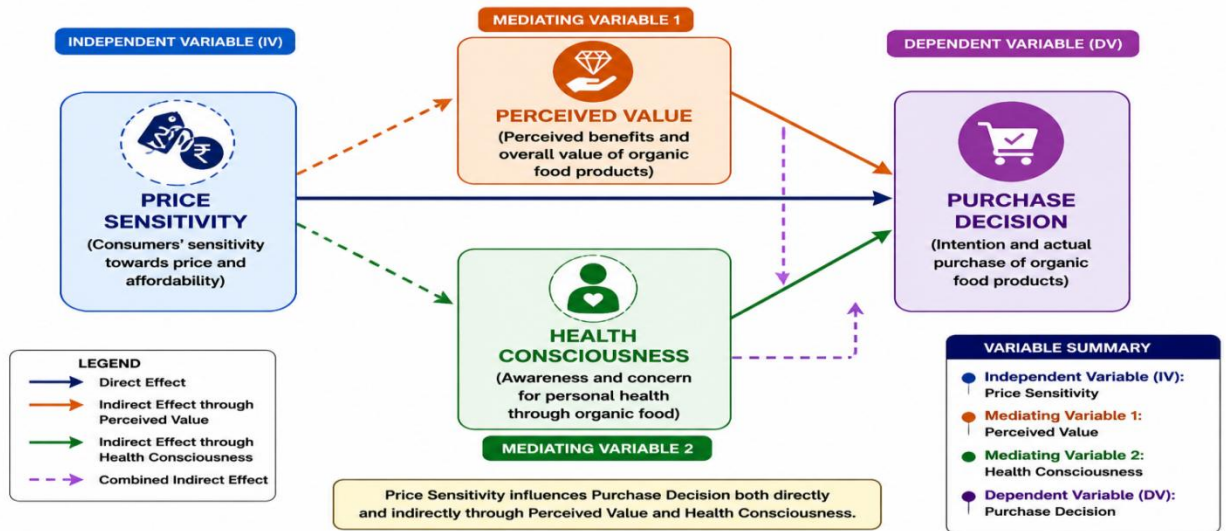 MEDIATING VARIABLE 1
INDEPENDENT VARIABLE (IV)
DEPENDENT VARIABLE (DV)
PERCEIVED VALUE
(Perceived benefits and
overall value of organic
food products)
₹
PRICE
SENSITIVITY
(Consumers' sensitivity
towards price and
affordability)
PURCHASE
DECISION
(Intention and actual
purchase of organic
food products)
HEALTH
CONSCIOUSNESS
(Awareness and concern
for personal health
through organic food)
MEDIATING VARIABLE 2
LEGEND
Direct Effect
Indirect Effect through
Perceived Value
Indirect Effect through
Health Consciousness
Combined Indirect Effect
Price Sensitivity influences Purchase Decision both directly
and indirectly through Perceived Value and Health Consciousness.
VARIABLE SUMMARY
Independent Variable (IV):
Price Sensitivity
Mediating Variable 1:
Perceived Value
Mediating Variable 2:
Health Consciousness
Dependent Variable (DV):
Purchase Decision